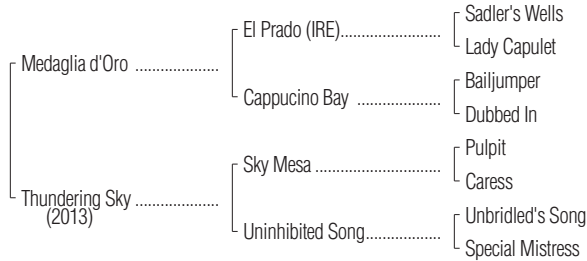 Sadler's Wells
El Prado (IRE)....................
Lady Capulet
Medaglia d'Oro ....................
Bailjumper
Cappucino Bay ...................
Dubbed In
Pulpit
Sky Mesa ..........................
Caress
Thundering Sky ....................
(2013)
Unbridled's Song
Uninhibited Song..................
Special Mistress